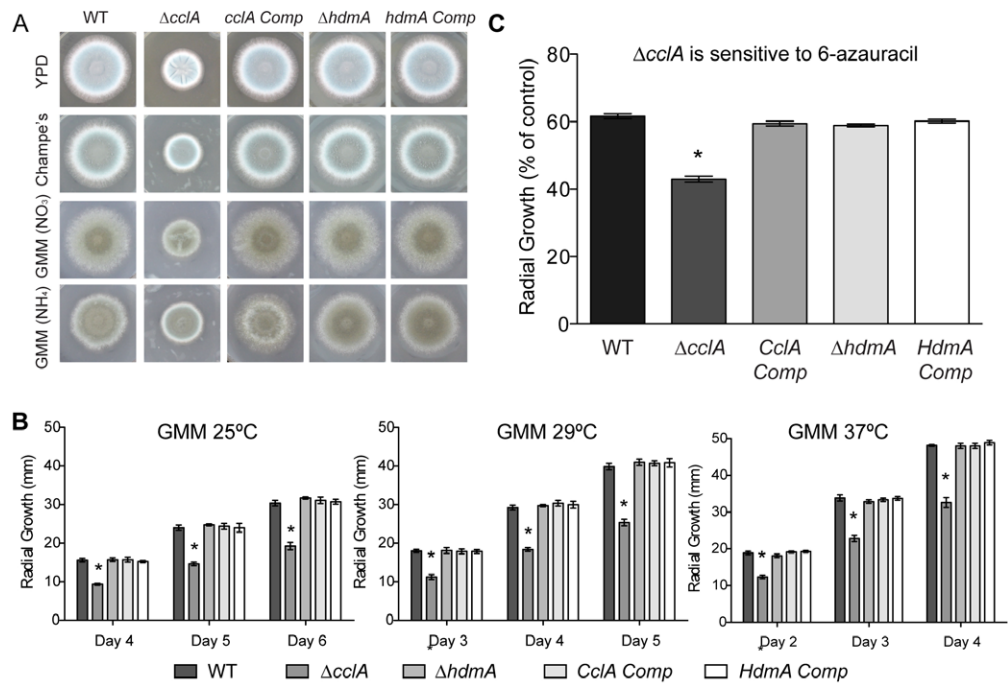 A
WT ΔcclA cclA Comp ΔhdmA hdmA Comp
YPD
Champe's
GMM (NO₃)
GMM (NH₄)
C
ΔcclA is sensitive to 6-azauracil
Radial Growth (% of control)
80
60
40
20
0
*
WT ΔcclA CclA Comp ΔhdmA HdmA Comp
B
GMM 25ºC
Radial Growth (mm)
50
40
30
20
10
0
* * *
Day 4 Day 5 Day 6
GMM 29ºC
Radial Growth (mm)
50
40
30
20
10
0
* * *
Day 3 Day 4 Day 5
*
GMM 37ºC
Radial Growth (mm)
50
40
30
20
10
0
* * *
Day 2 Day 3 Day 4
*
WT ΔcclA ΔhdmA CclA Comp HdmA Comp